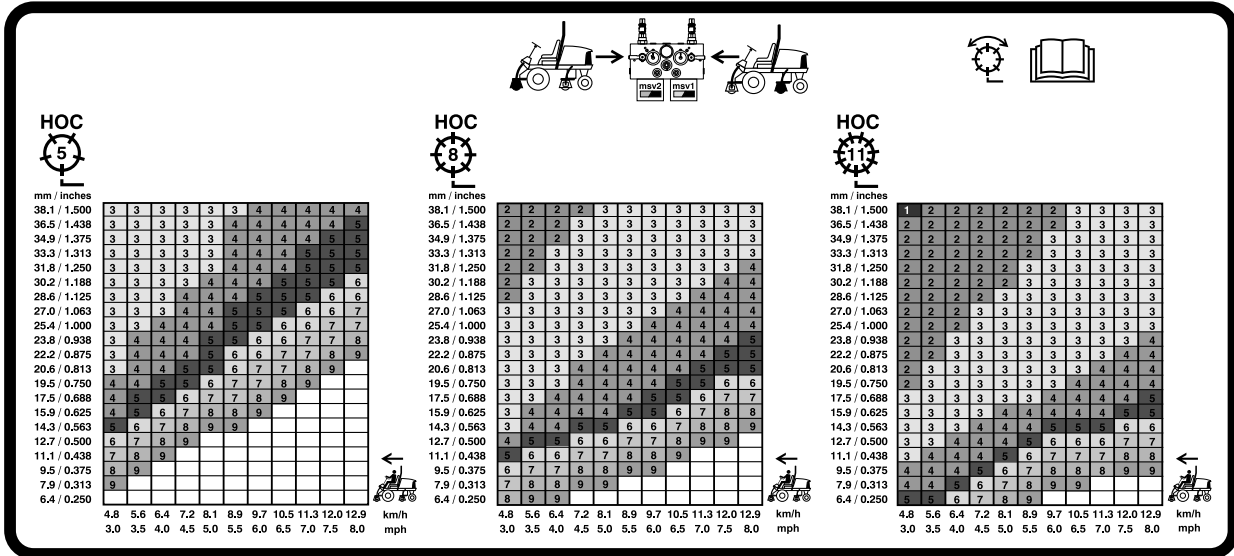 msv2 msv1
HOC
5
mm / inches
38.1 / 1.500 3 3 3 3 3 3 4 4 4 4 4
36.5 / 1.438 3 3 3 3 3 4 4 4 4 4 5
34.9 / 1.375 3 3 3 3 3 4 4 4 4 5 5
33.3 / 1.313 3 3 3 3 3 4 4 4 5 5 5
31.8 / 1.250 3 3 3 3 3 4 4 4 5 5 5
30.2 / 1.188 3 3 3 3 4 4 4 5 5 5 6
28.6 / 1.125 3 3 3 4 4 4 5 5 5 6 6
27.0 / 1.063 3 3 3 4 4 5 5 5 6 6 7
25.4 / 1.000 3 3 4 4 4 5 5 6 6 7 7
23.8 / 0.938 3 4 4 4 5 5 6 6 7 7 8
22.2 / 0.875 3 4 4 4 5 6 6 7 7 8 9
20.6 / 0.813 3 4 4 5 5 6 7 7 8 9
19.5 / 0.750 4 4 5 5 6 7 7 8 9
17.5 / 0.688 4 5 5 6 7 7 8 9
15.9 / 0.625 4 5 6 7 7 8 9
14.3 / 0.563 5 6 7 8 9 9
12.7 / 0.500 6 7 8 9
11.1 / 0.438 7 8 9
9.5 / 0.375 8 9
7.9 / 0.313 9
6.4 / 0.250
4.8 5.6 6.4 7.2 8.1 8.9 9.7 10.5 11.3 12.0 12.9 km/h
3.0 3.5 4.0 4.5 5.0 5.5 6.0 6.5 7.0 7.5 8.0 mph
HOC
8
mm / inches
38.1 / 1.500 2 2 2 2 3 3 3 3 3 3 3
36.5 / 1.438 2 2 2 3 3 3 3 3 3 3 3
34.9 / 1.375 2 2 2 3 3 3 3 3 3 3 3
33.3 / 1.313 2 2 3 3 3 3 3 3 3 3 3
31.8 / 1.250 2 2 3 3 3 3 3 3 3 3 4
30.2 / 1.188 2 3 3 3 3 3 3 3 3 4 4
28.6 / 1.125 2 3 3 3 3 3 3 3 4 4 4
27.0 / 1.063 3 3 3 3 3 3 3 4 4 4 4
25.4 / 1.000 3 3 3 3 3 3 4 4 4 4 4
23.8 / 0.938 3 3 3 3 3 4 4 4 4 4 5
22.2 / 0.875 3 3 3 3 4 4 4 4 4 5 5
20.6 / 0.813 3 3 3 4 4 4 4 4 5 5 5
19.5 / 0.750 3 3 3 4 4 4 4 5 5 6 6
17.5 / 0.688 3 3 4 4 4 4 5 5 6 6 7
15.9 / 0.625 3 4 4 4 4 5 5 6 7 7 8
14.3 / 0.563 3 4 4 5 5 6 6 7 7 8 8
12.7 / 0.500 4 5 5 6 6 7 7 8 9 9
11.1 / 0.438 5 6 6 7 7 8 8 9
9.5 / 0.375 6 7 7 8 8 9 9
7.9 / 0.313 7 8 8 9 9
6.4 / 0.250 8 9 9
4.8 5.6 6.4 7.2 8.1 8.9 9.7 10.5 11.3 12.0 12.9 km/h
3.0 3.5 4.0 4.5 5.0 5.5 6.0 6.5 7.0 7.5 8.0 mph
HOC
11
mm / inches
38.1 / 1.500 1 2 2 2 2 2 2 3 3 3 3
36.5 / 1.438 2 2 2 2 2 2 2 3 3 3 3
34.9 / 1.375 2 2 2 2 2 2 3 3 3 3 3
33.3 / 1.313 2 2 2 2 2 2 3 3 3 3 3
31.8 / 1.250 2 2 2 2 2 3 3 3 3 3 3
30.2 / 1.188 2 2 2 2 2 3 3 3 3 3 3
28.6 / 1.125 2 2 2 2 3 3 3 3 3 3 3
27.0 / 1.063 2 2 2 3 3 3 3 3 3 3 3
25.4 / 1.000 2 2 2 3 3 3 3 3 3 3 3
23.8 / 0.938 2 2 3 3 3 3 3 3 3 3 4
22.2 / 0.875 2 2 3 3 3 3 3 3 3 4 4
20.6 / 0.813 2 3 3 3 3 3 3 3 3 4 4
19.5 / 0.750 2 3 3 3 3 3 3 3 4 4 4
17.5 / 0.688 3 3 3 3 3 3 3 4 4 4 5
15.9 / 0.625 3 3 3 3 4 4 4 4 4 5 5
14.3 / 0.563 3 3 3 4 4 4 5 5 5 6 6
12.7 / 0.500 3 3 4 4 4 5 6 6 6 7 7
11.1 / 0.438 3 4 4 4 5 6 6 7 7 8 8
9.5 / 0.375 4 4 4 5 6 7 7 8 8 9 9
7.9 / 0.313 4 4 5 6 7 8 9 9
6.4 / 0.250 5 5 6 7 8 9
4.8 5.6 6.4 7.2 8.1 8.9 9.7 10.5 11.3 12.0 12.9 km/h
3.0 3.5 4.0 4.5 5.0 5.5 6.0 6.5 7.0 7.5 8.0 mph